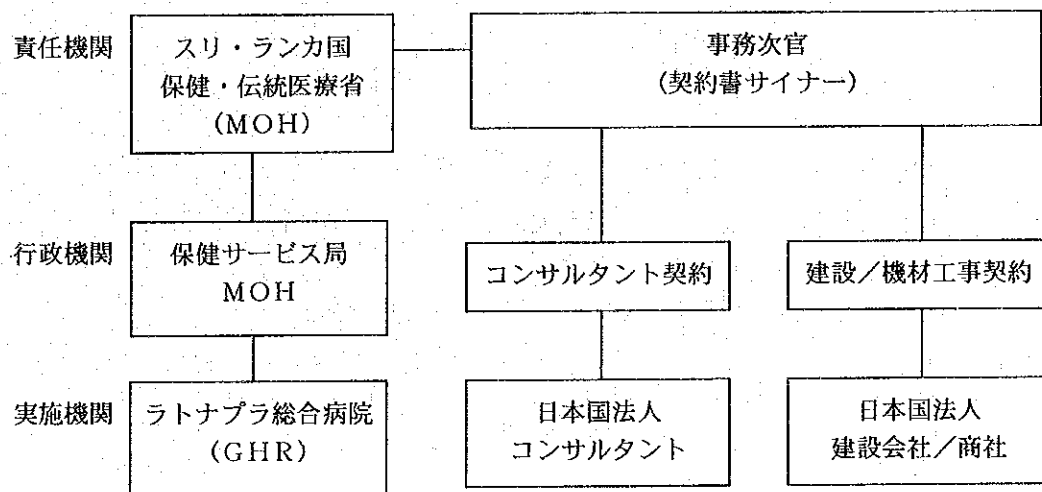 責任機関
スリ・ランカ国
保健・伝統医療省
(MOH)
事務次官
(契約書サイナー)
行政機関
保健サービス局
MOH
コンサルタント契約
建設/機材工事契約
実施機関
ラトナプラ総合病院
(GHR)
日本国法人
コンサルタント
日本国法人
建設会社/商社